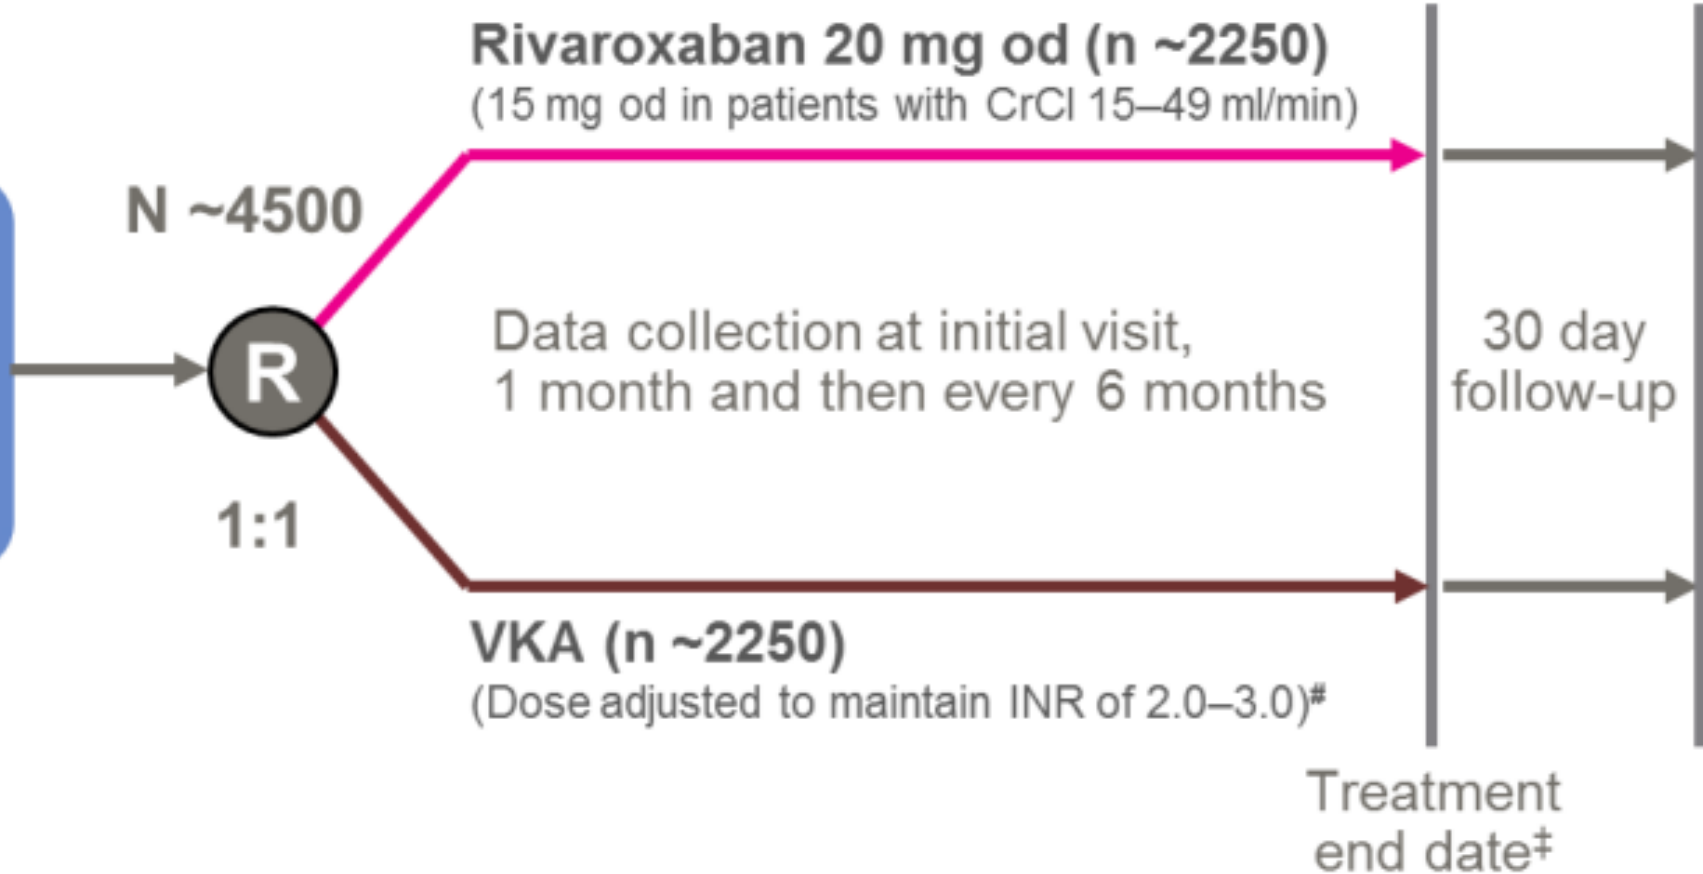 Rivaroxaban 20 mg od (n ~2250)
(15 mg od in patients with CrCl 15–49 ml/min)
N ~4500
R
1:1
Data collection at initial visit,
1 month and then every 6 months
30 day
follow-up
VKA (n ~2250)
(Dose adjusted to maintain INR of 2.0–3.0)#
Treatment
end date‡